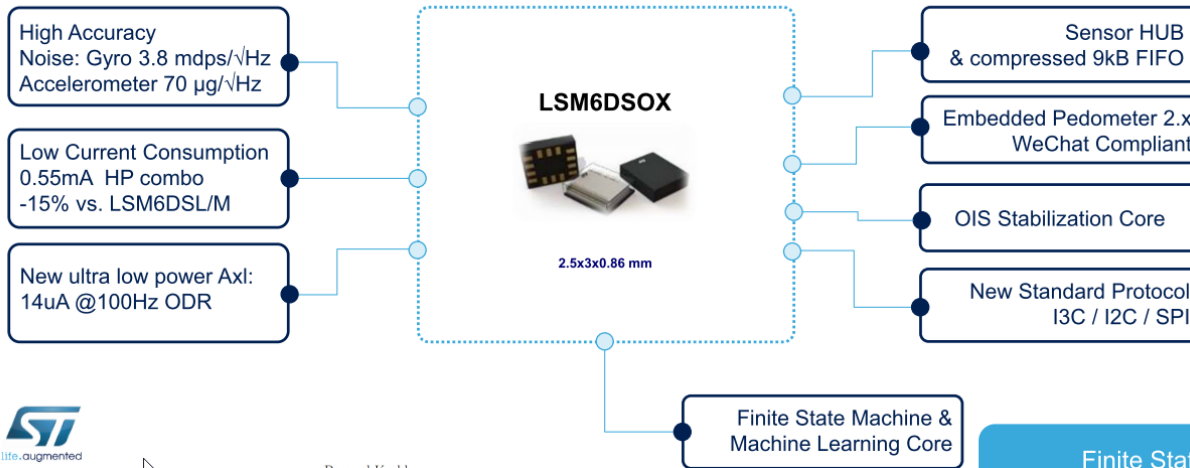 High Accuracy
Noise: Gyro 3.8 mdps/√Hz
Accelerometer 70 µg/√Hz
Low Current Consumption
0.55mA HP combo
-15% vs. LSM6DSL/M
New ultra low power Axl:
14uA @100Hz ODR
LSM6DSOX
2.5x3x0.86 mm
Sensor HUB
& compressed 9kB FIFO
Embedded Pedometer 2.x
WeChat Compliant
OIS Stabilization Core
New Standard Protocol
I3C / I2C / SPI
Finite State Machine &
Machine Learning Core
ST
life.augmented
Finite Stat